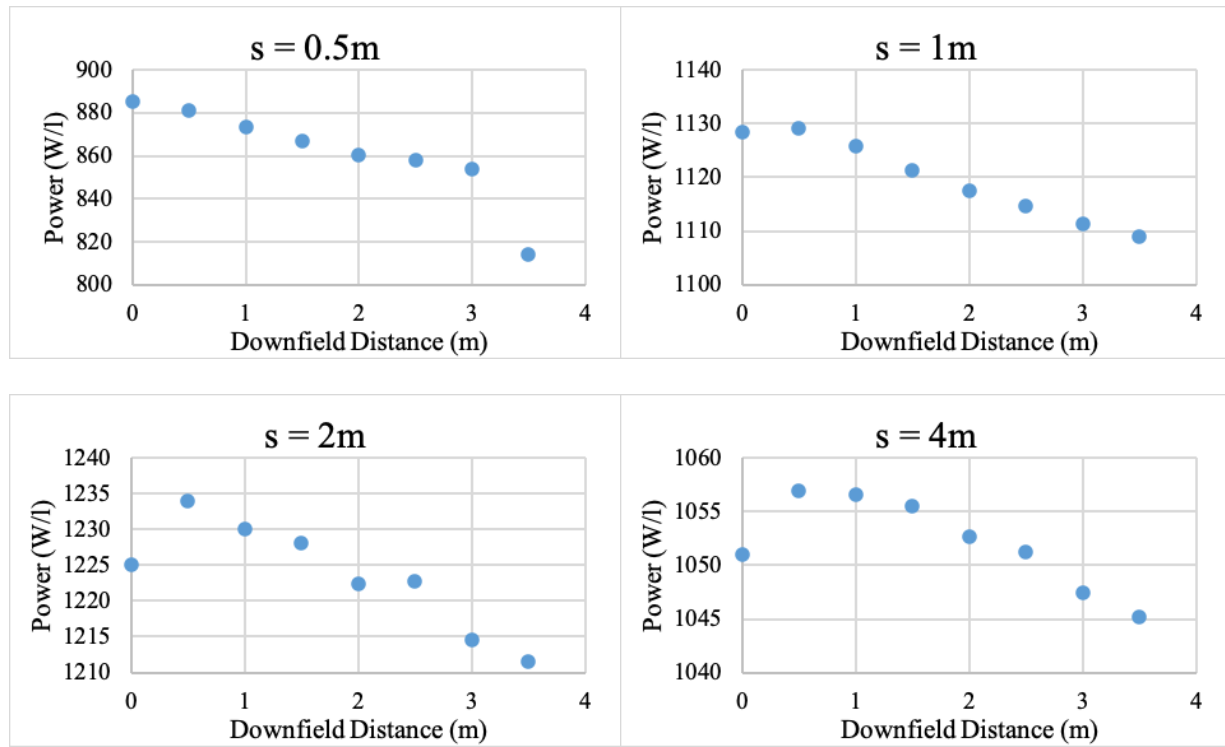 s = 0.5m
900
880
860
840
820
800
Power (W/l)
0 1 2 3 4
Downfield Distance (m)
s = 1m
1140
1130
1120
1110
1100
Power (W/l)
0 1 2 3 4
Downfield Distance (m)
s = 2m
1240
1235
1230
1225
1220
1215
1210
Power (W/l)
0 1 2 3 4
Downfield Distance (m)
s = 4m
1060
1055
1050
1045
1040
Power (W/l)
0 1 2 3 4
Downfield Distance (m)